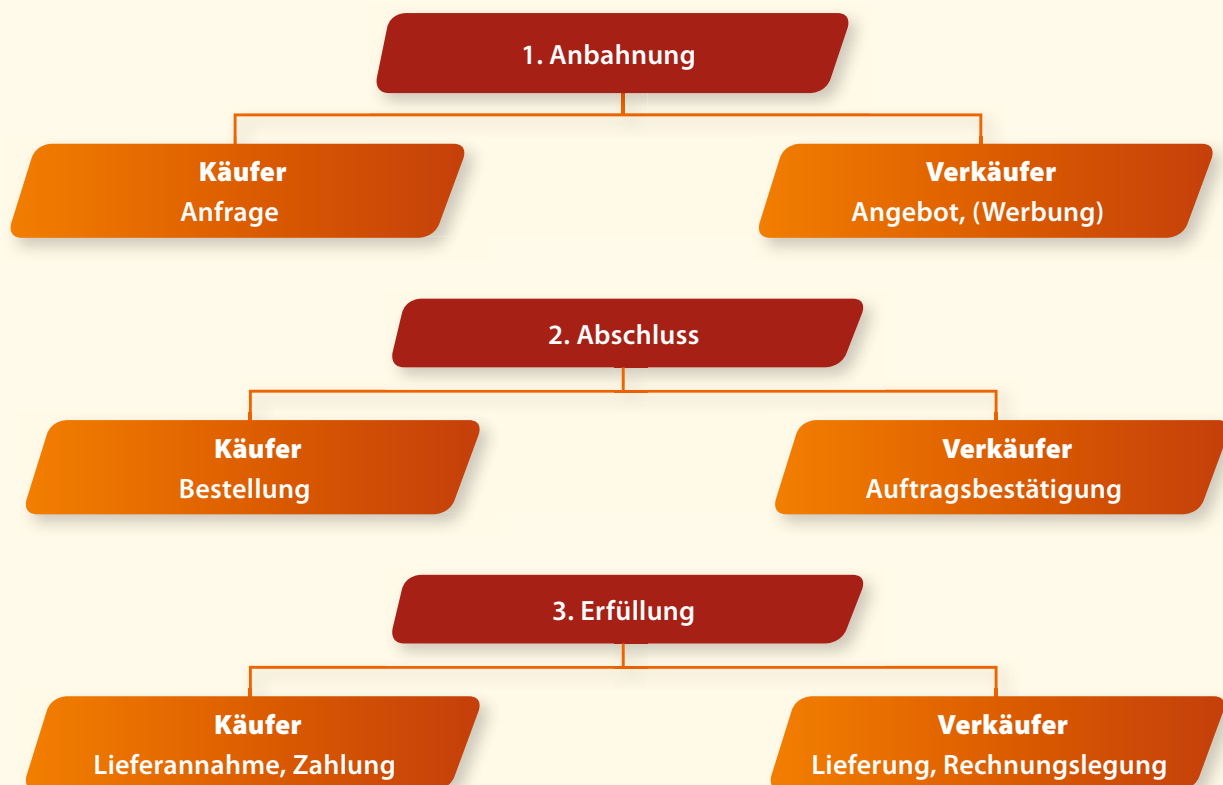 1. Anbahnung
Käufer
Anfrage
Verkäufer
Angebot, (Werbung)
2. Abschluss
Käufer
Bestellung
Verkäufer
Auftragsbestätigung
3. Erfüllung
Käufer
Lieferannahme, Zahlung
Verkäufer
Lieferung, Rechnungslegung